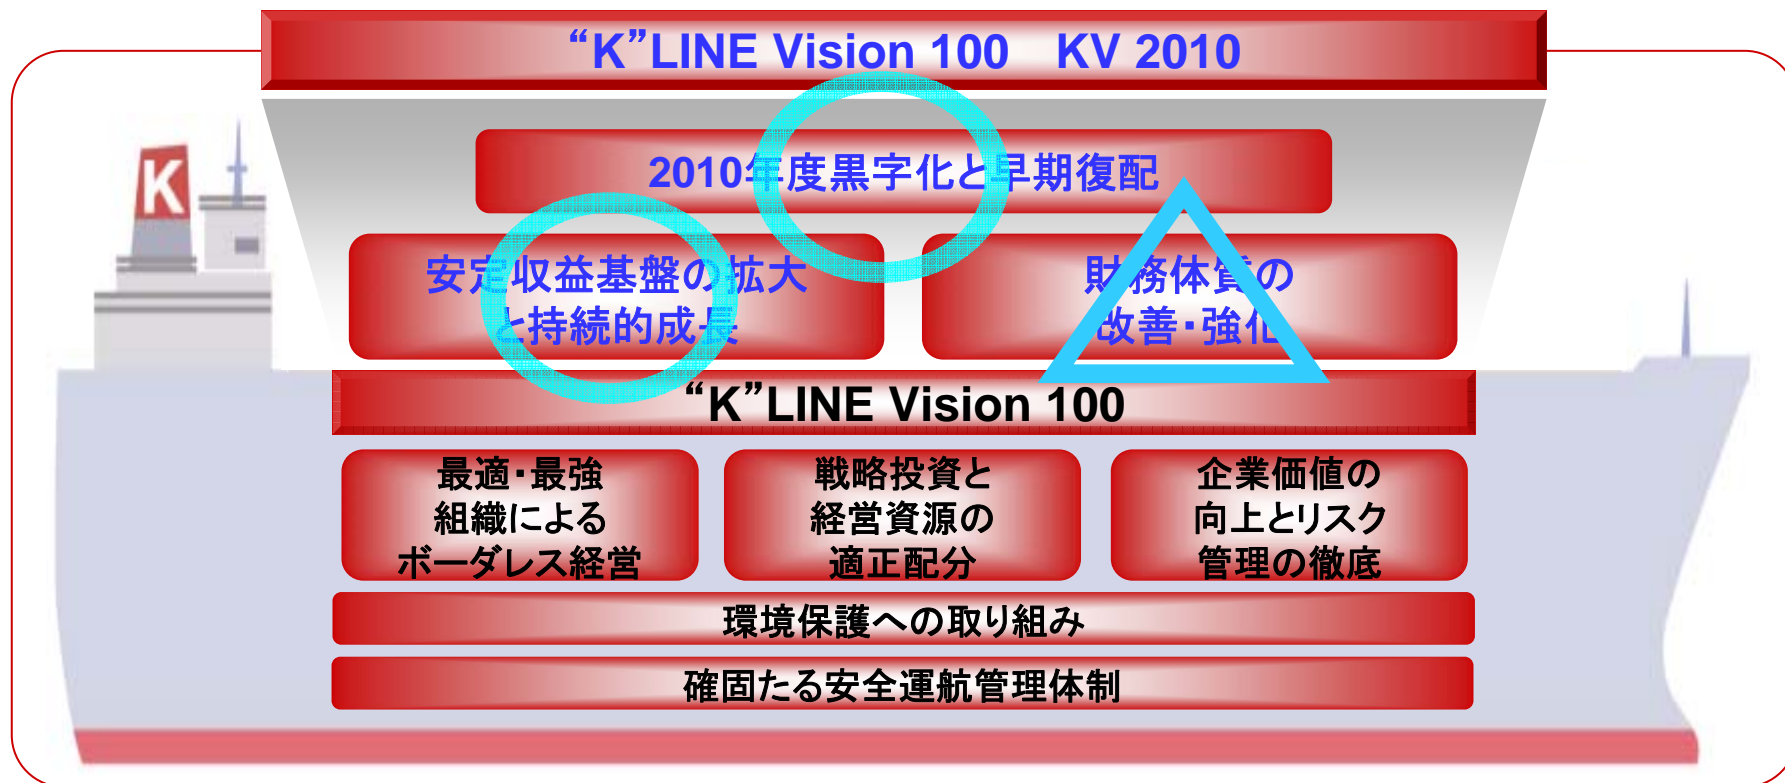 “K”LINE Vision 100　KV 2010
K
2010年度黒字化と早期復配
安定収益基盤の拡大
と持続的成長
財務体質の
改善・強化
“K”LINE Vision 100
最適・最強
組織による
ボーダレス経営
戦略投資と
経営資源の
適正配分
企業価値の
向上とリスク
管理の徹底
環境保護への取り組み
確固たる安全運航管理体制